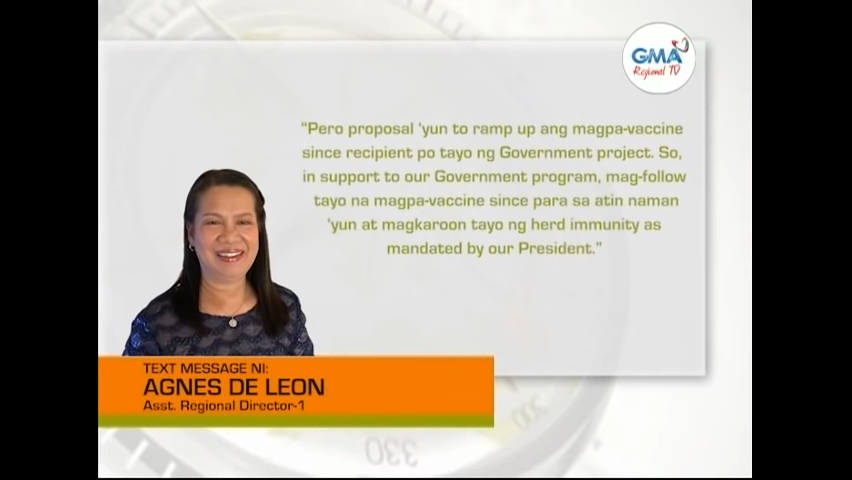 GMA
Regional TV
"Pero proposal 'yun to ramp up ang magpa-vaccine
since recipient po tayo ng Government project. So,
in support to our Government program, mag-follow
tayo na magpa-vaccine since para sa atin naman
'yun at magkaroon tayo ng herd immunity as
mandated by our President."
TEXT MESSAGE NI:
AGNES DE LEON
Asst. Regional Director-1
300
330